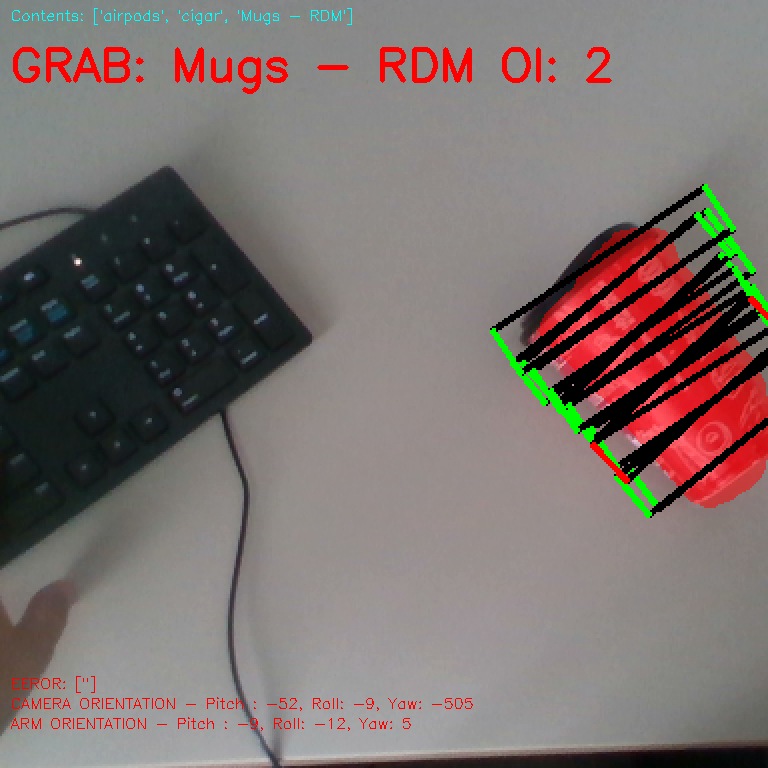 Contents: ['airpods', 'cigar', 'Mugs - RDM']
GRAB: Mugs - RDM OI: 2
EEROR: ['']
CAMERA ORIENTATION - Pitch : -52, Roll: -9, Yaw: -505
ARM ORIENTATION - Pitch : -9, Roll: -12, Yaw: 5